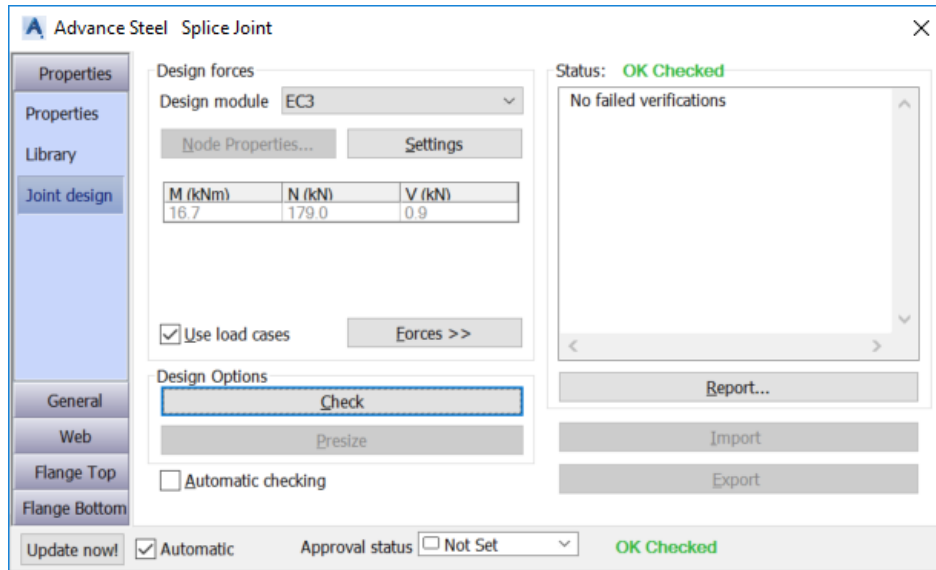 Advance Steel Splice Joint
Properties
Properties
Library
Joint design
General
Web
Flange Top
Flange Bottom
Design forces
Design module EC3
Node Properties... Settings
M (kNm) N (kN) V (kN)
16.7 179.0 0.9
Use load cases Forces >>
Design Options
Check
Presize
Automatic checking
Status: OK Checked
No failed verifications
Report...
Import
Export
Update now! Automatic Approval status Not Set OK Checked